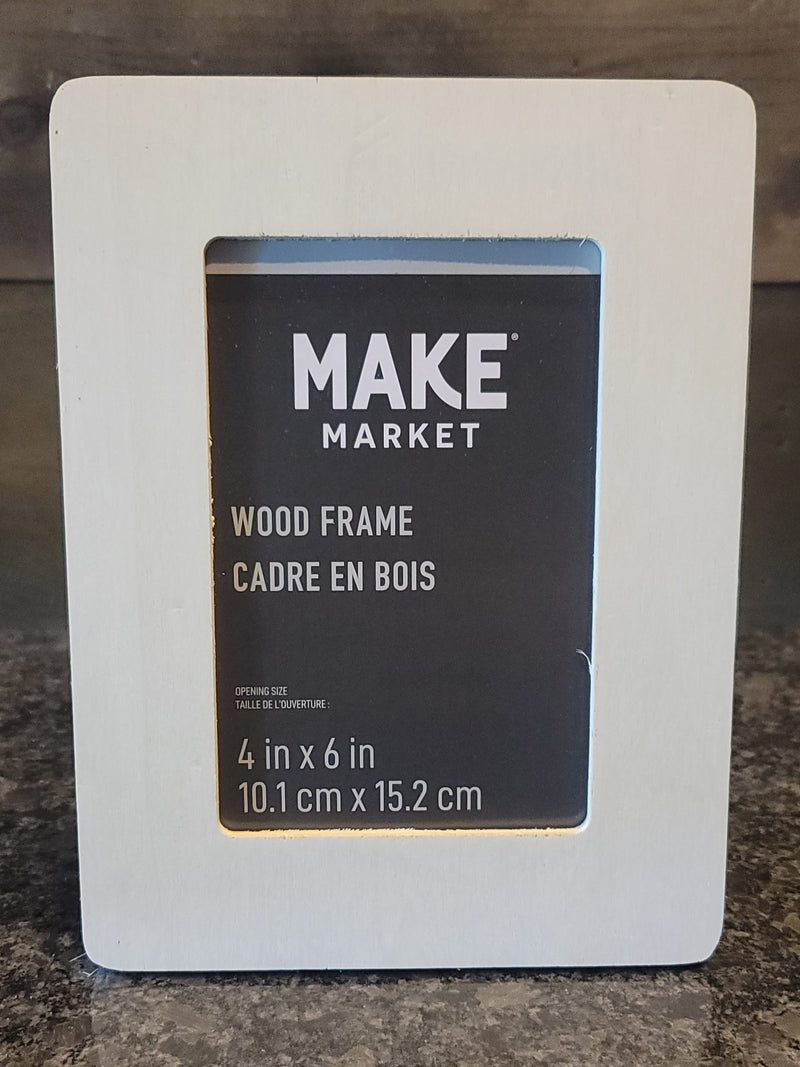 MAKE®
MARKET
WOOD FRAME
CADRE EN BOIS
OPENING SIZE
TAILLE DE L'OUVERTURE :
4 in x 6 in
10.1 cm x 15.2 cm